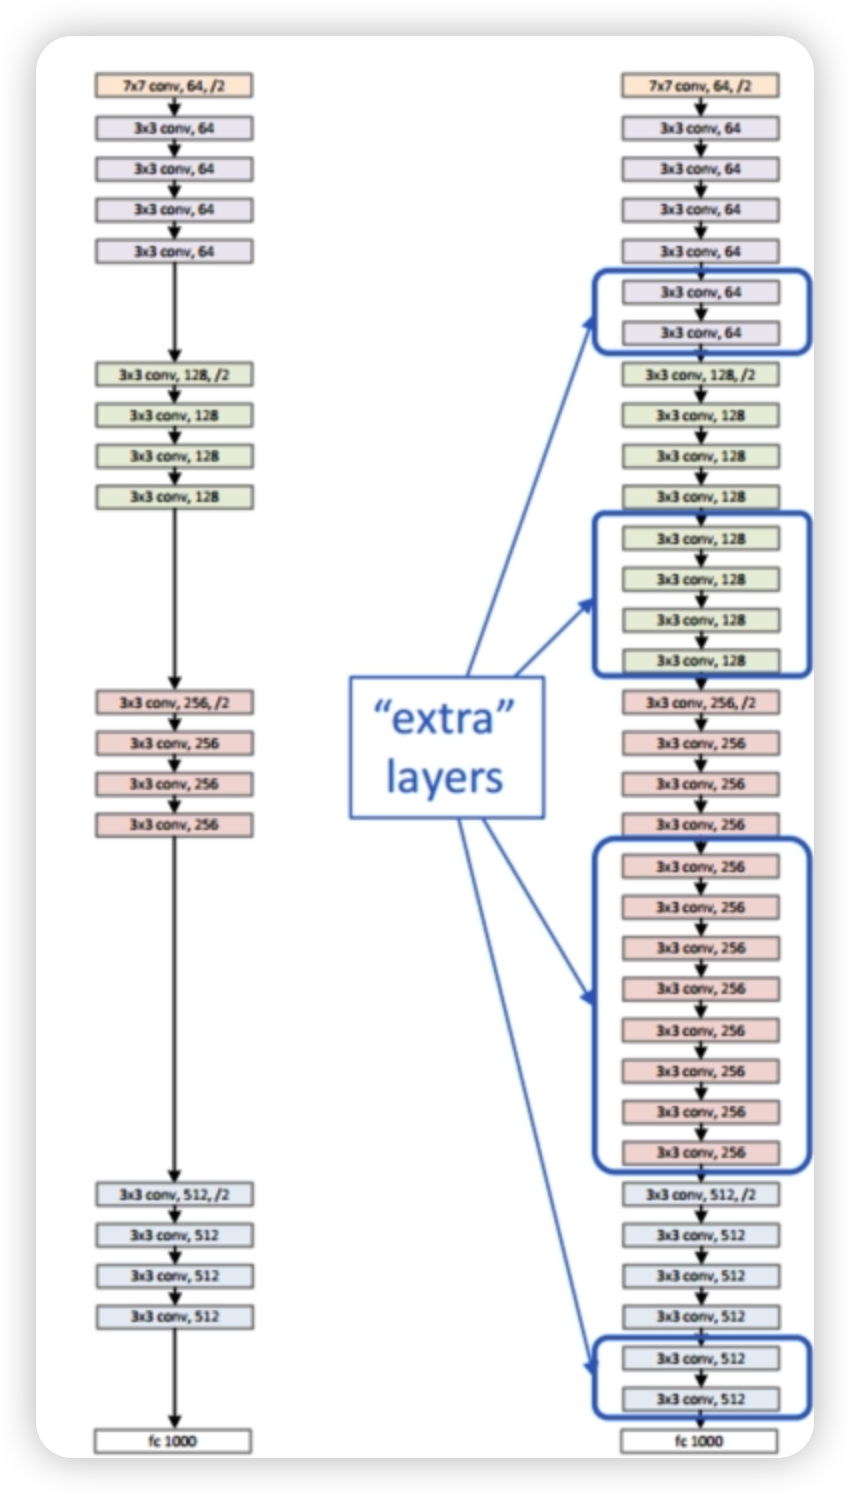 7x7 conv, 64, /2
3x3 conv, 64
3x3 conv, 64
3x3 conv, 64
3x3 conv, 64
3x3 conv, 128, /2
3x3 conv, 128
3x3 conv, 128
3x3 conv, 128
3x3 conv, 256, /2
3x3 conv, 256
3x3 conv, 256
3x3 conv, 256
3x3 conv, 512, /2
3x3 conv, 512
3x3 conv, 512
3x3 conv, 512
fc 1000
“extra”
layers
7x7 conv, 64, /2
3x3 conv, 64
3x3 conv, 64
3x3 conv, 64
3x3 conv, 64
3x3 conv, 64
3x3 conv, 64
3x3 conv, 128, /2
3x3 conv, 128
3x3 conv, 128
3x3 conv, 128
3x3 conv, 128
3x3 conv, 128
3x3 conv, 128
3x3 conv, 128
3x3 conv, 256, /2
3x3 conv, 256
3x3 conv, 256
3x3 conv, 256
3x3 conv, 256
3x3 conv, 256
3x3 conv, 256
3x3 conv, 256
3x3 conv, 256
3x3 conv, 256
3x3 conv, 256
3x3 conv, 256
3x3 conv, 512, /2
3x3 conv, 512
3x3 conv, 512
3x3 conv, 512
3x3 conv, 512
3x3 conv, 512
fc 1000